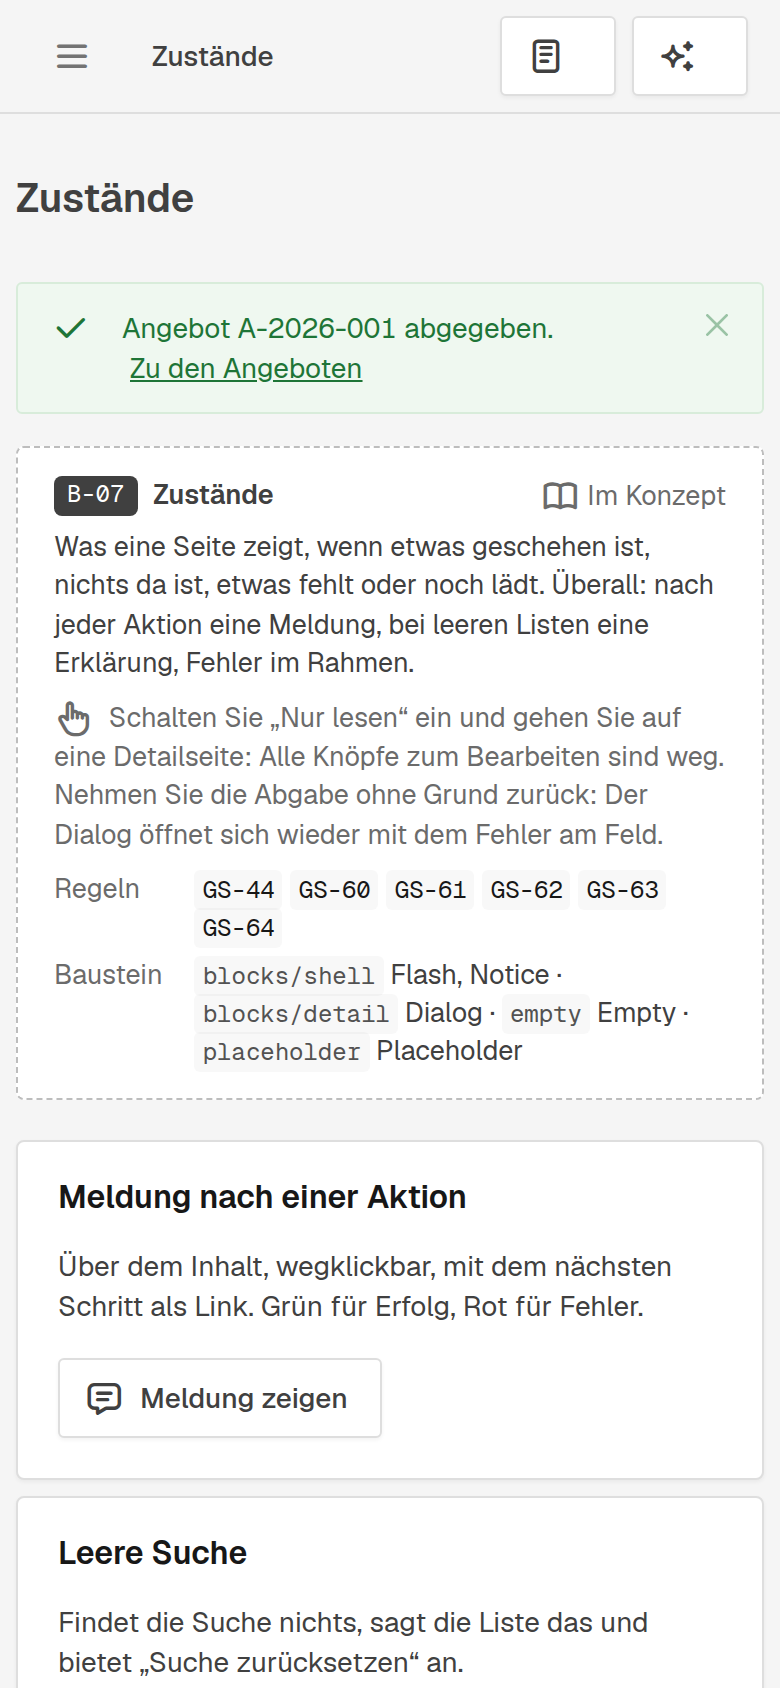 Zustände
Zustände
Angebot A-2026-001 abgegeben.
Zu den Angeboten
B-07 Zustände Im Konzept
Was eine Seite zeigt, wenn etwas geschehen ist,
nichts da ist, etwas fehlt oder noch lädt. Überall: nach
jeder Aktion eine Meldung, bei leeren Listen eine
Erklärung, Fehler im Rahmen.
Schalten Sie „Nur lesen“ ein und gehen Sie auf
eine Detailseite: Alle Knöpfe zum Bearbeiten sind weg.
Nehmen Sie die Abgabe ohne Grund zurück: Der
Dialog öffnet sich wieder mit dem Fehler am Feld.
Regeln GS-44 GS-60 GS-61 GS-62 GS-63
GS-64
Baustein blocks/shell Flash, Notice ·
blocks/detail Dialog · empty Empty ·
placeholder Placeholder
Meldung nach einer Aktion
Über dem Inhalt, wegklickbar, mit dem nächsten
Schritt als Link. Grün für Erfolg, Rot für Fehler.
Meldung zeigen
Leere Suche
Findet die Suche nichts, sagt die Liste das und
bietet „Suche zurücksetzen“ an.